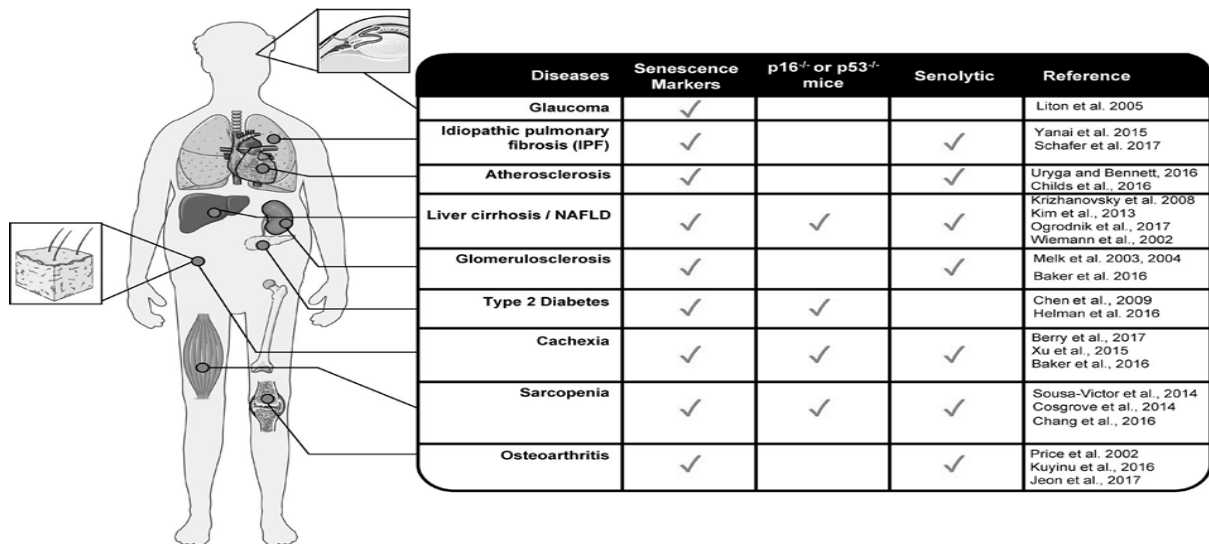 Diseases
Senescence
Markers
p16-/- or p53-/-
mice
Senolytic
Reference
Glaucoma
Liton et al. 2005
Idiopathic pulmonary
fibrosis (IPF)
Yanai et al. 2015
Schafer et al. 2017
Atherosclerosis
Uryga and Bennett, 2016
Childs et al., 2016
Liver cirrhosis / NAFLD
Krizhanovsky et al. 2008
Kim et al., 2013
Ogrodnik et al., 2017
Wiemann et al., 2002
Glomerulosclerosis
Melk et al. 2003, 2004
Baker et al. 2016
Type 2 Diabetes
Chen et al., 2009
Helman et al. 2016
Cachexia
Berry et al., 2017
Xu et al., 2015
Baker et al., 2016
Sarcopenia
Sousa-Victor et al., 2014
Cosgrove et al., 2014
Chang et al., 2016
Osteoarthritis
Price et al. 2002
Kuyinu et al., 2016
Jeon et al., 2017